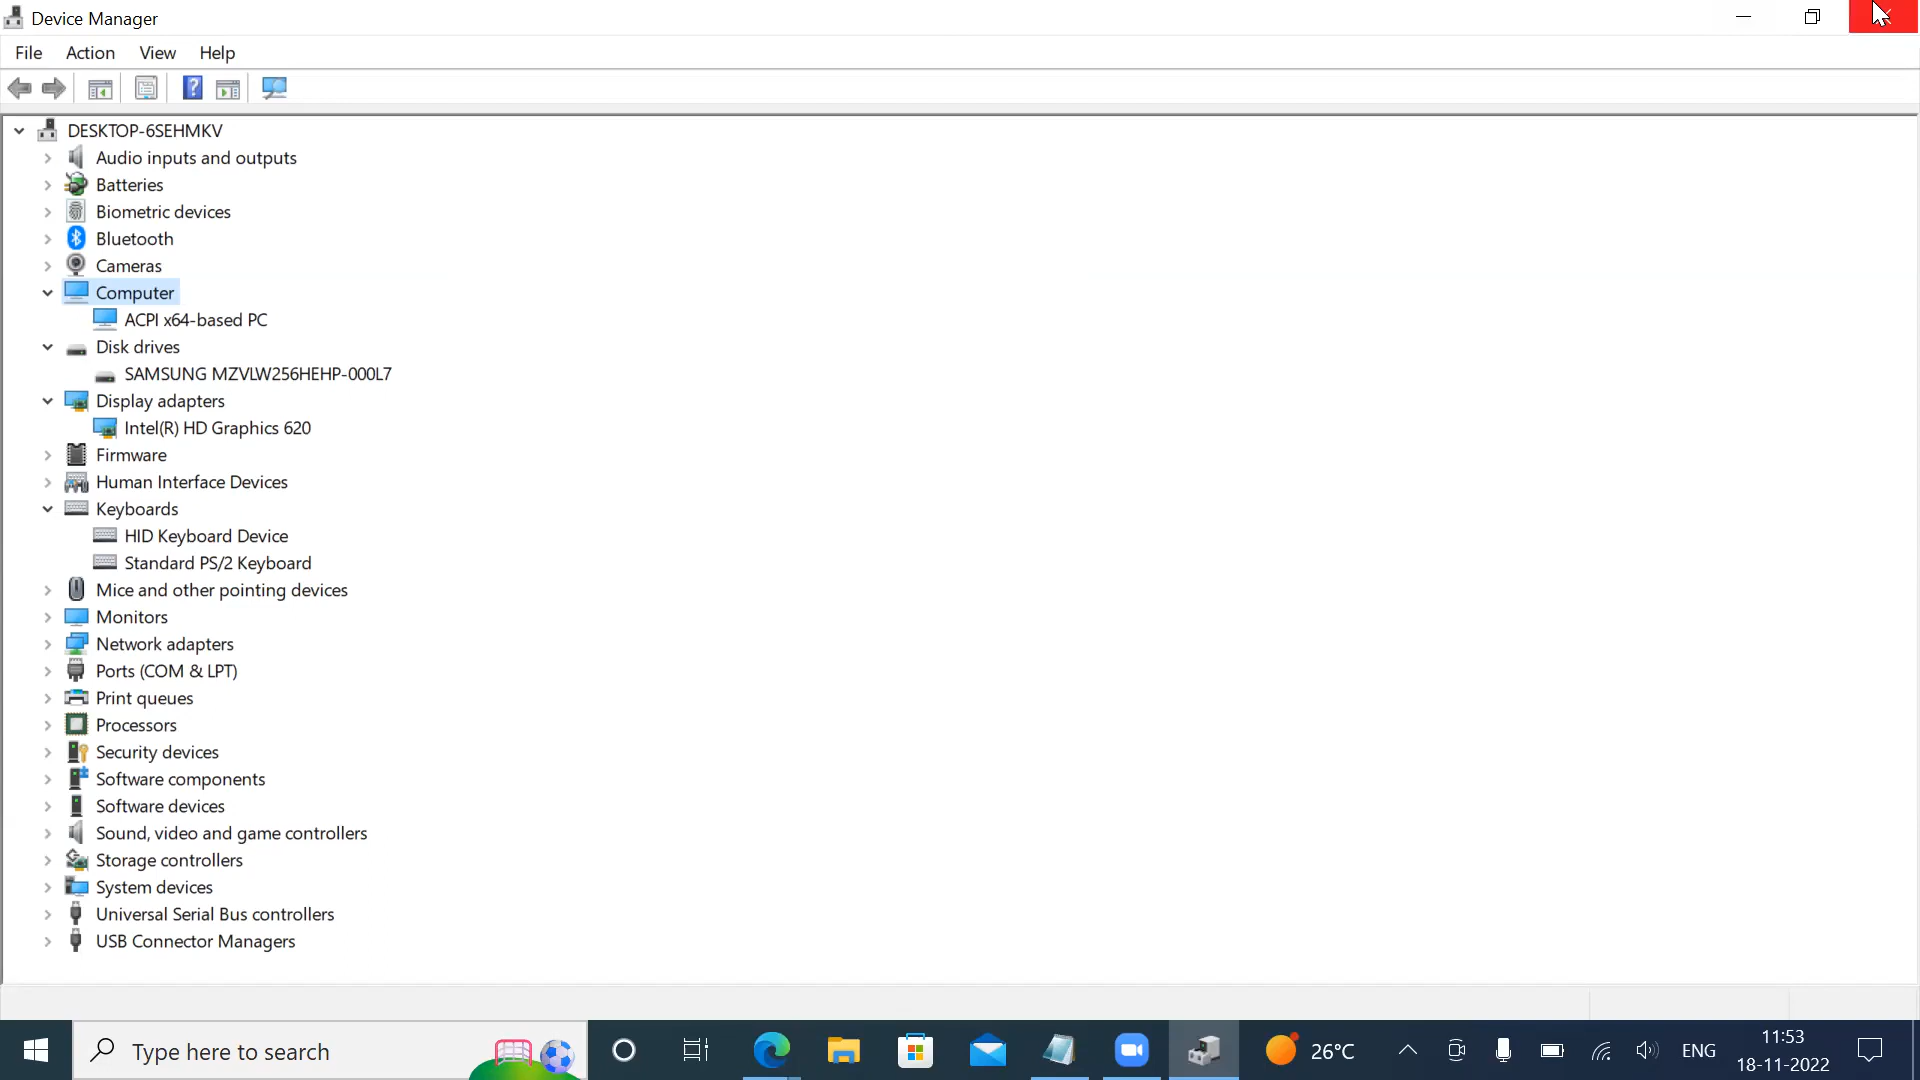 Device Manager
File Action View Help
DESKTOP-6SEHMKV
Audio inputs and outputs
Batteries
Biometric devices
Bluetooth
Cameras
Computer
ACPI x64-based PC
Disk drives
SAMSUNG MZVLW256HEHP-000L7
Display adapters
Intel(R) HD Graphics 620
Firmware
Human Interface Devices
Keyboards
HID Keyboard Device
Standard PS/2 Keyboard
Mice and other pointing devices
Monitors
Network adapters
Ports (COM & LPT)
Print queues
Processors
Security devices
Software components
Software devices
Sound, video and game controllers
Storage controllers
System devices
Universal Serial Bus controllers
USB Connector Managers
Type here to search
26°C
ENG
11:53
18-11-2022